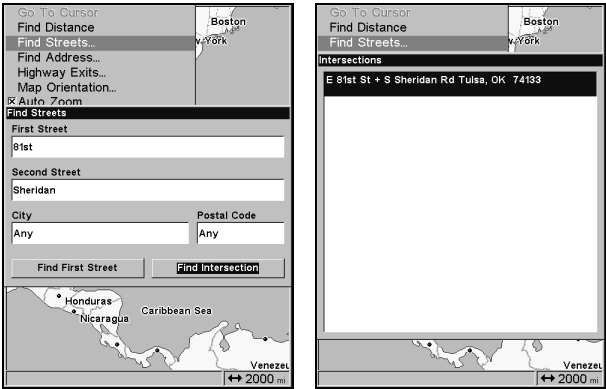 Go To Cursor
Find Distance
Find Streets...
Find Address...
Highway Exits...
Map Orientation...
Auto Zoom
Boston
York
Find Streets
First Street
81st
Second Street
Sheridan
City
Postal Code
Any
Any
Find First Street
Find Intersection
Honduras
Nicaragua
Caribbean Sea
Venezu
2000 mi
Go To Cursor
Find Distance
Find Streets...
Boston
York
Intersections
E 81st St + S Sheridan Rd Tulsa, OK 74133
Venezu
2000 mi